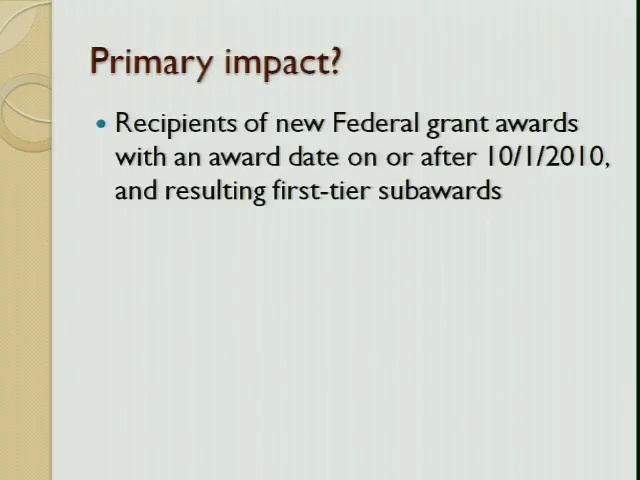 Primary impact?
• Recipients of new Federal grant awards
with an award date on or after 10/1/2010,
and resulting first-tier subawards